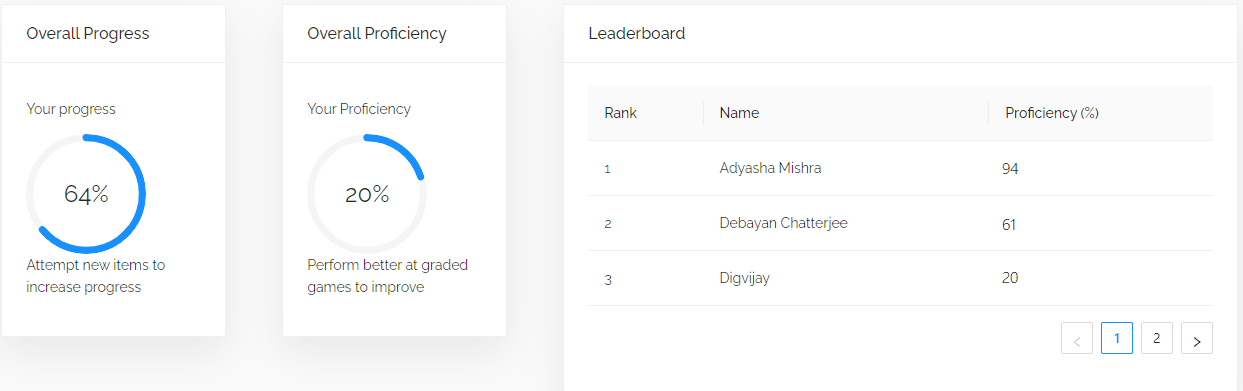 Overall Progress
Your progress
64%
Attempt new items to
increase progress
Overall Proficiency
Your Proficiency
20%
Perform better at graded
games to improve
Leaderboard
Rank Name Proficiency (%)
1 Adyasha Mishra 94
2 Debayan Chatterjee 61
3 Digvijay 20
< 1 2 >